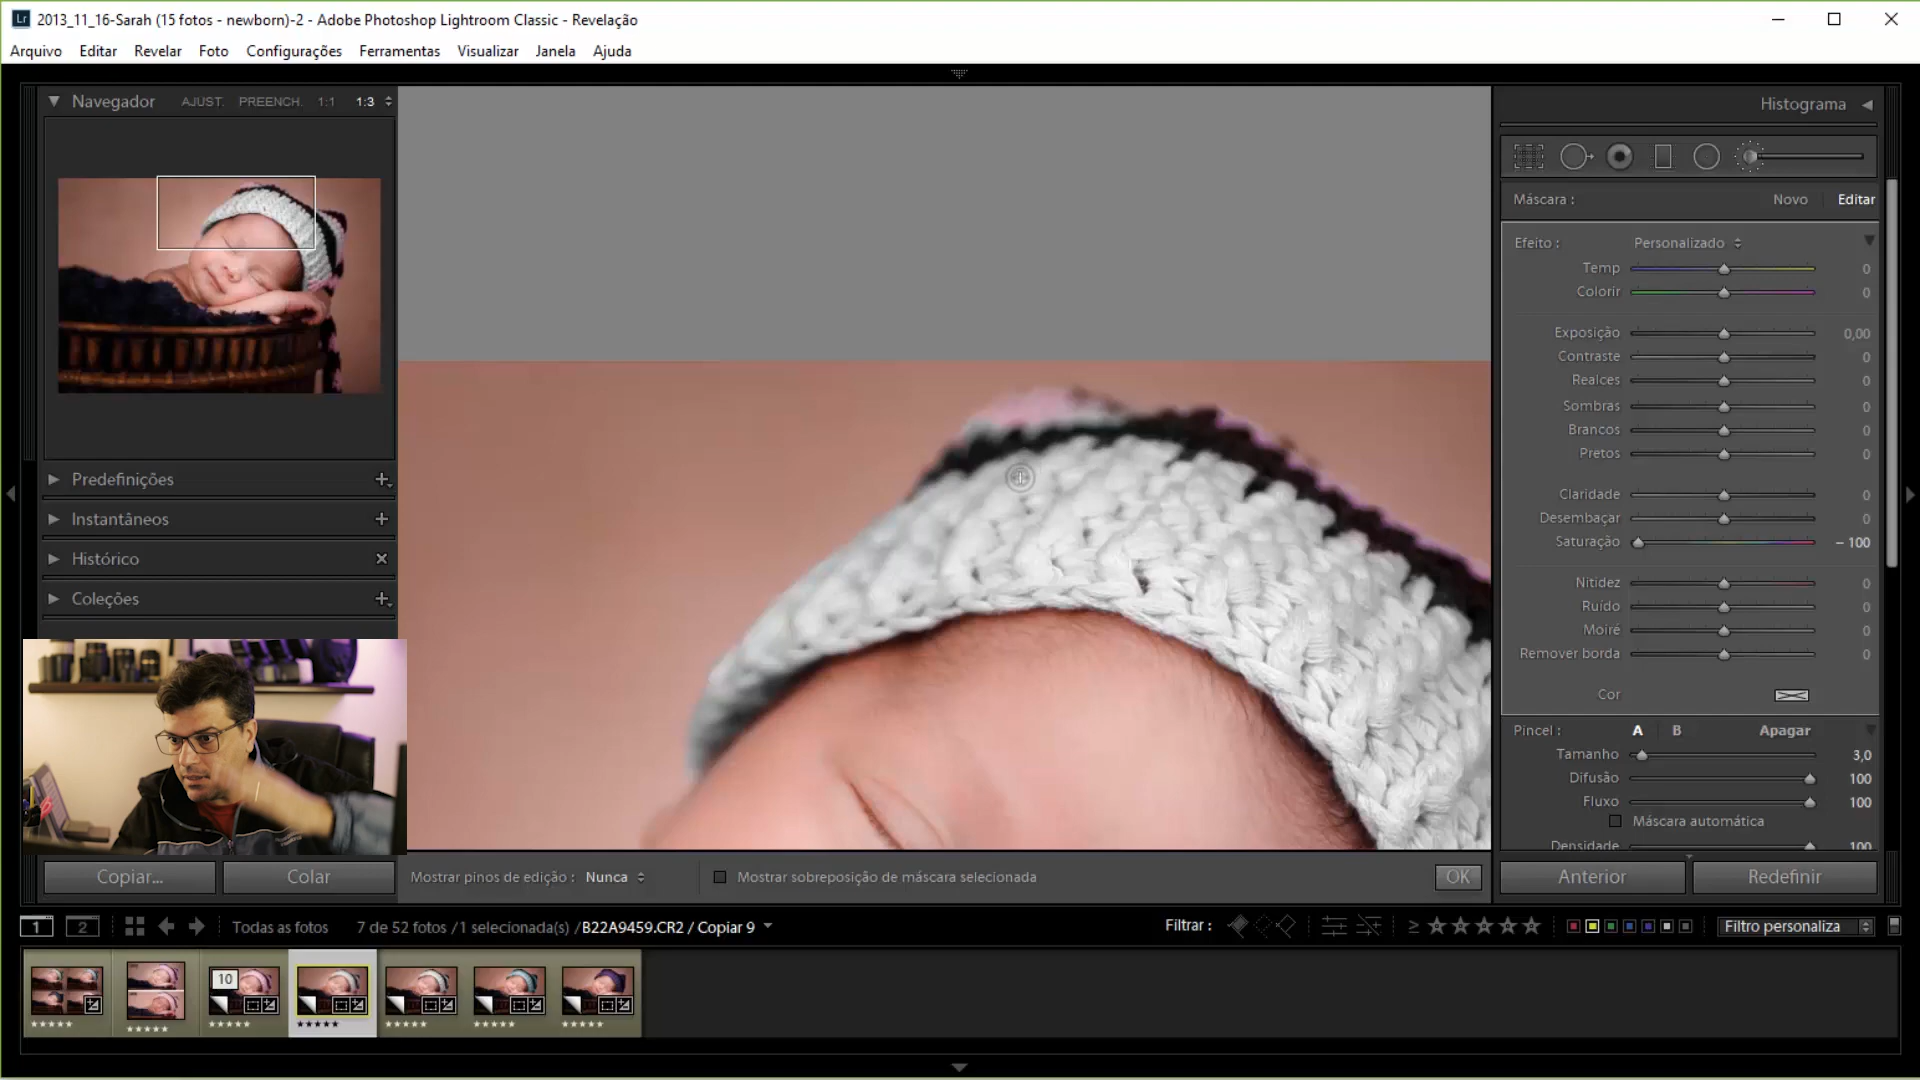 Lr 2013_11_16-Sarah (15 fotos - newborn)-2 - Adobe Photoshop Lightroom Classic - Revelação
Arquivo Editar Revelar Foto Configurações Ferramentas Visualizar Janela Ajuda
Navegador AJUST. PREENCH. 1:1 1:3
Predefinições
Instantâneos
Histórico
Coleções
Copiar... Colar
Mostrar pinos de edição : Nunca Mostrar sobreposição de máscara selecionada OK
Histograma
Máscara : Novo Editar
Efeito : Personalizado
Temp 0
Colorir 0
Exposição 0,00
Contraste 0
Realces 0
Sombras 0
Brancos 0
Pretos 0
Claridade 0
Desembaçar 0
Saturação – 100
Nitidez 0
Ruído 0
Moiré 0
Remover borda 0
Cor
Pincel : A B Apagar
Tamanho 3,0
Difusão 100
Fluxo 100
Máscara automática
Densidade 100
Anterior Redefinir
1 2 Todas as fotos 7 de 52 fotos /1 selecionada(s) /B22A9459.CR2 / Copiar 9 Filtrar : ≥ Filtro personaliza
10